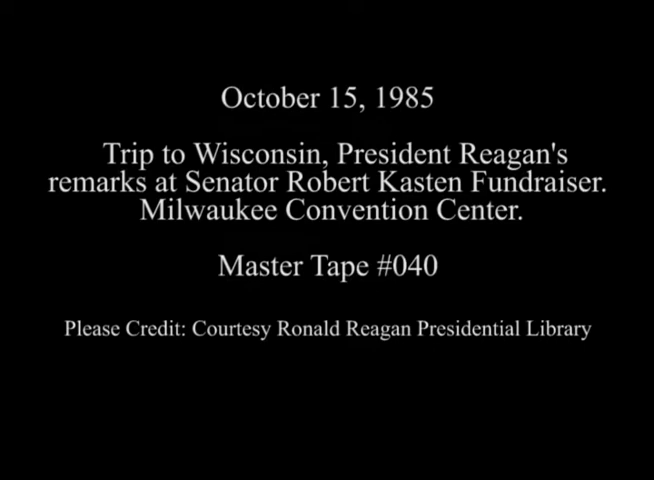 October 15, 1985
Trip to Wisconsin, President Reagan's
remarks at Senator Robert Kasten Fundraiser.
Milwaukee Convention Center.
Master Tape #040
Please Credit: Courtesy Ronald Reagan Presidential Library